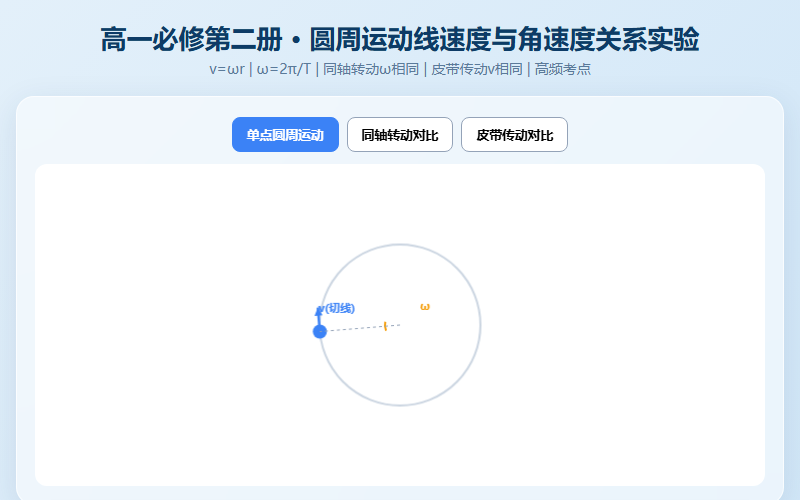 高一必修第二册 • 圆周运动线速度与角速度关系实验
v=ωr | ω=2π/T | 同轴转动ω相同 | 皮带传动v相同 | 高频考点
单点圆周运动 同轴转动对比 皮带传动对比
v(切线) ω